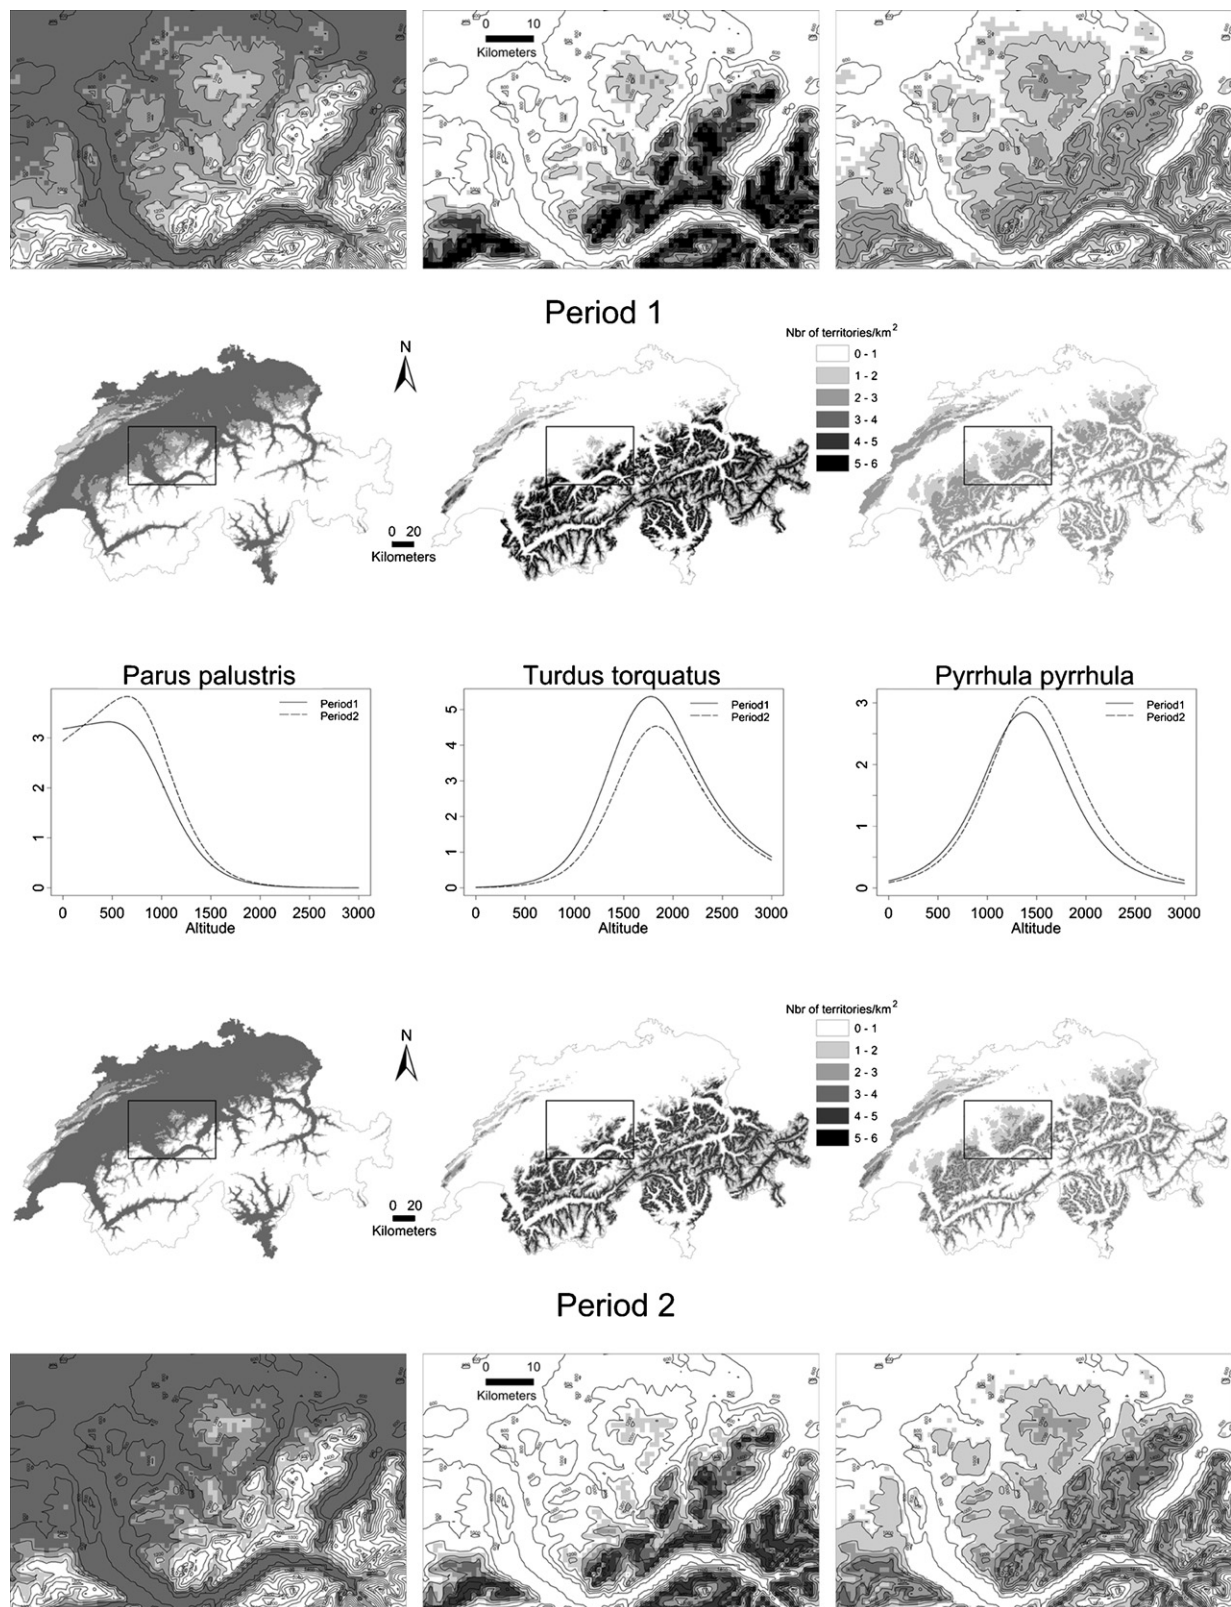 0 10
Kilometers
Period 1
N
0 20
Kilometers
Nbr of territories/km2
0 - 1
1 - 2
2 - 3
3 - 4
4 - 5
5 - 6
Parus palustris
Period1
Period2
3
2
1
0
0 500 1000 1500 2000 2500 3000
Altitude
Turdus torquatus
Period1
Period2
5
4
3
2
1
0
0 500 1000 1500 2000 2500 3000
Altitude
Pyrrhula pyrrhula
Period1
Period2
3
2
1
0
0 500 1000 1500 2000 2500 3000
Altitude
N
0 20
Kilometers
Nbr of territories/km2
0 - 1
1 - 2
2 - 3
3 - 4
4 - 5
5 - 6
Period 2
0 10
Kilometers